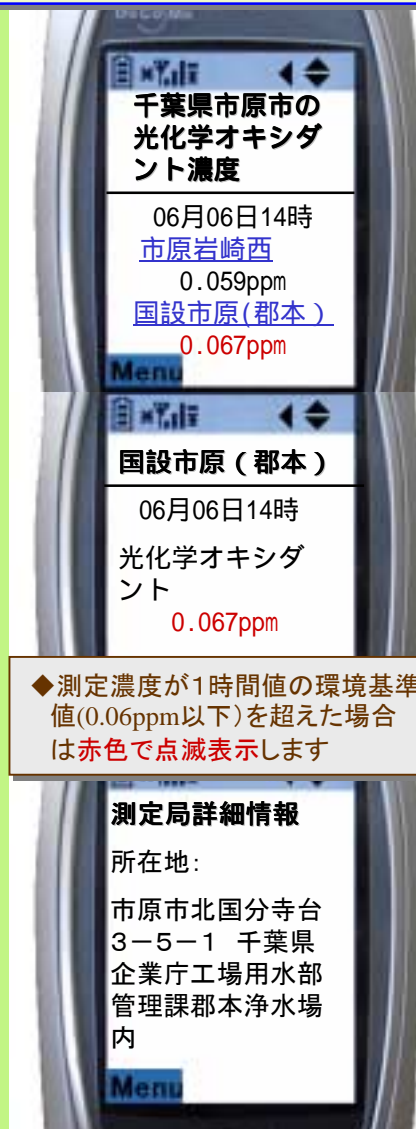 DoCoMo
千葉県市原市の
光化学オキシダ
ント濃度
06月06日14時
市原岩崎西
0.059ppm
国設市原(郡本)
0.067ppm
Menu
国設市原(郡本)
06月06日14時
光化学オキシダ
ント
0.067ppm
◆測定濃度が1時間値の環境基準
値(0.06ppm以下)を超えた場合
は赤色で点滅表示します
測定局詳細情報
所在地:
市原市北国分寺台
3-5-1 千葉県
企業庁工場用水部
管理課郡本浄水場
内
Menu